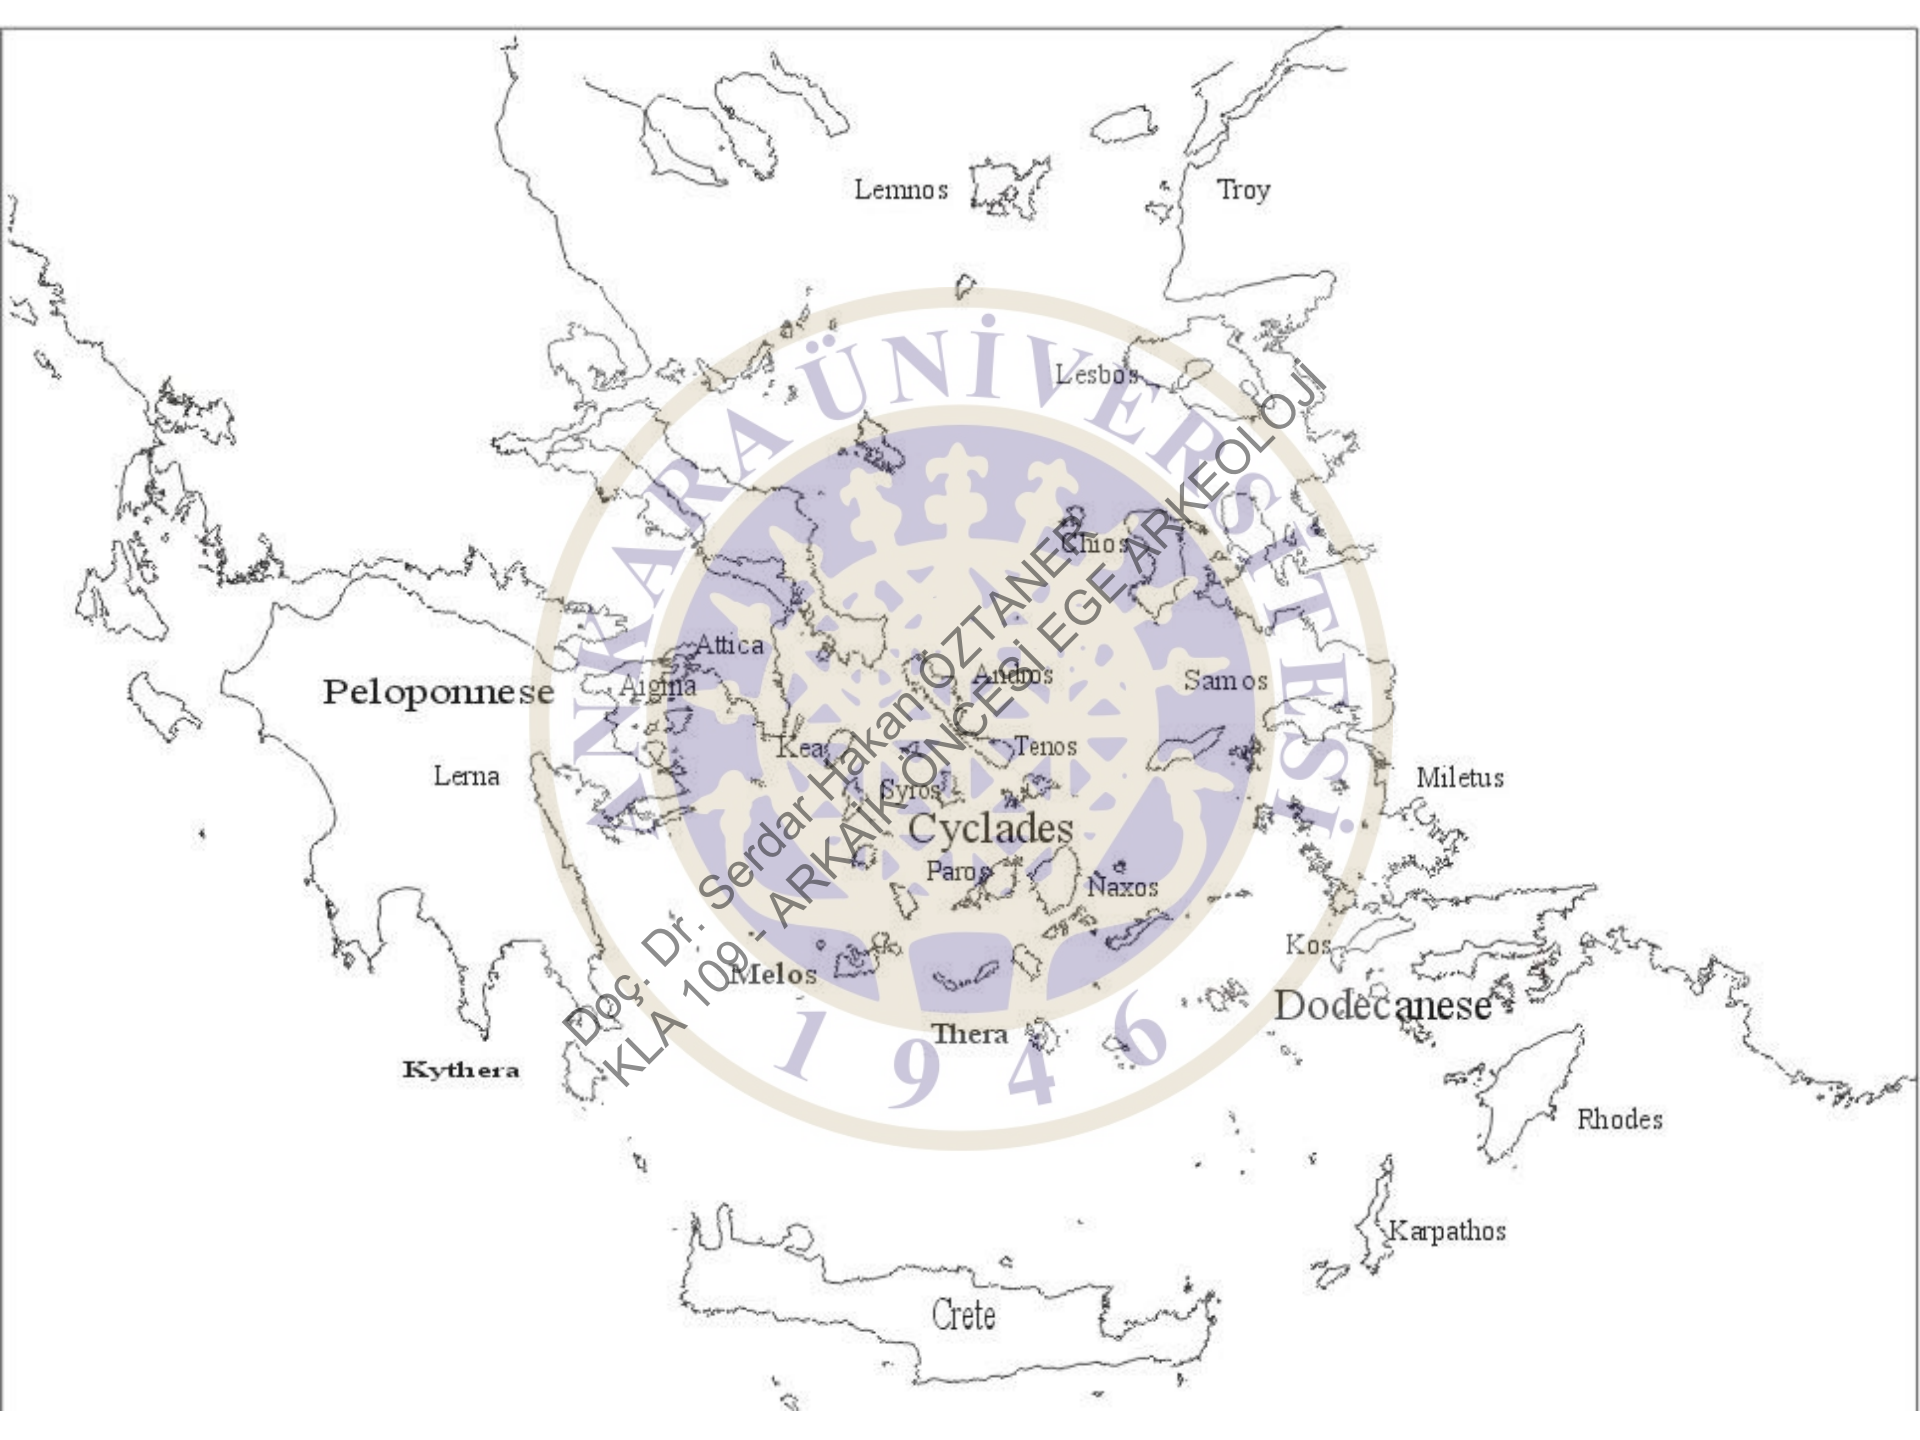 Lemnos
Troy
Lesbos
Chios
Attica
Andros
Samos
Peloponnese
Aigina
Kea
Tenos
Lerna
Miletus
Syros
Cyclades
Paros
Naxos
Kos
Melos
Dodecanese
Thera
Kythera
Rhodes
Karpathos
Crete
ANKARA ÜNİVERSİTESİ
1946
Doç. Dr. Serdar Hakan ÖZTANER
KLA 109 - ARKAİK ÖNCESİ EGE ARKEOLOJI